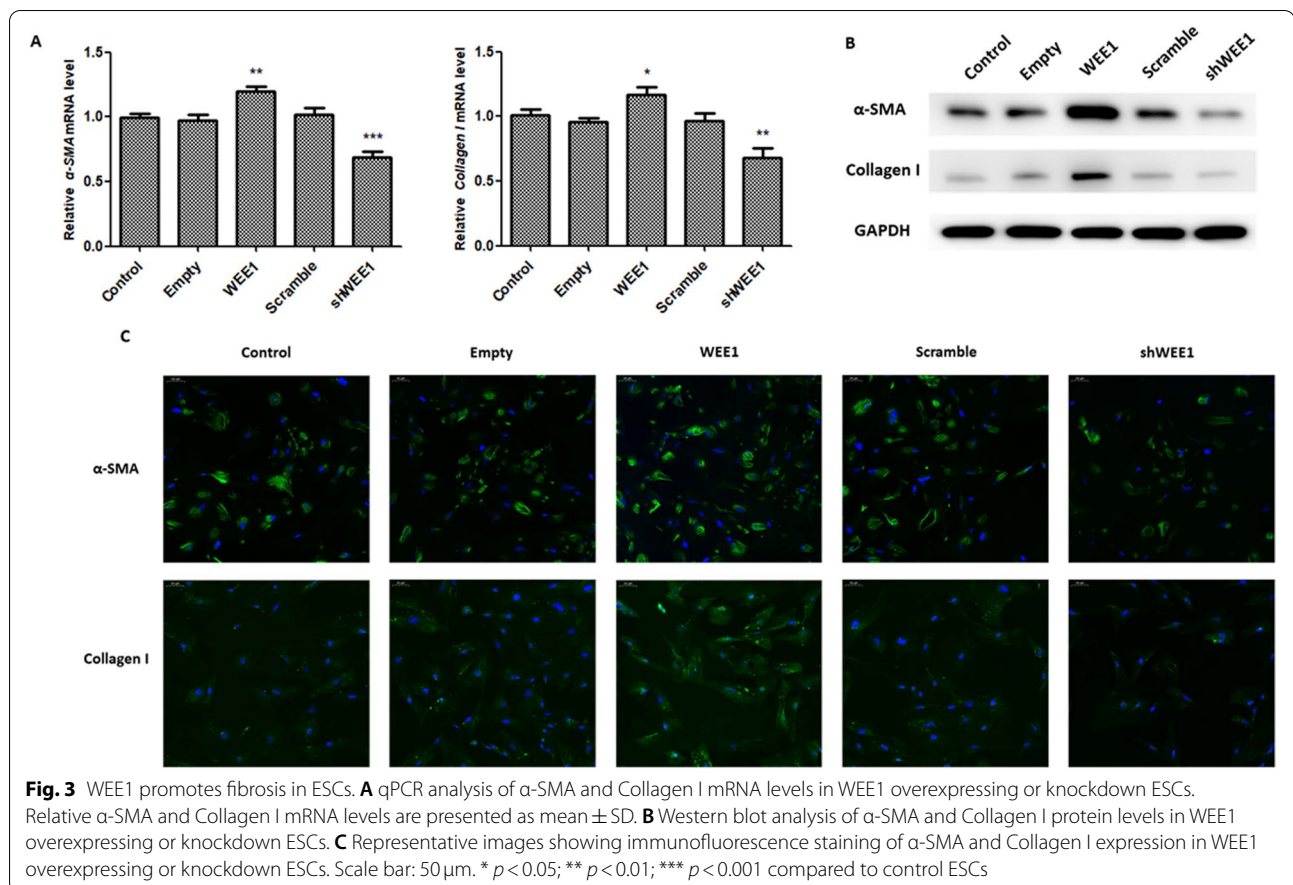 A
Relative α-SMA mRNA level
1.5
1.0
0.5
0.0
**
***
Control
Empty
WEE1
Scramble
shWEE1
Relative Collagen I mRNA level
1.5
1.0
0.5
0.0
*
**
Control
Empty
WEE1
Scramble
shWEE1
B
Control
Empty
WEE1
Scramble
shWEE1
α-SMA
Collagen I
GAPDH
C
Control
Empty
WEE1
Scramble
shWEE1
α-SMA
Collagen I
Fig. 3 WEE1 promotes fibrosis in ESCs. A qPCR analysis of α-SMA and Collagen I mRNA levels in WEE1 overexpressing or knockdown ESCs.
Relative α-SMA and Collagen I mRNA levels are presented as mean ± SD. B Western blot analysis of α-SMA and Collagen I protein levels in WEE1
overexpressing or knockdown ESCs. C Representative images showing immunofluorescence staining of α-SMA and Collagen I expression in WEE1
overexpressing or knockdown ESCs. Scale bar: 50 μm. * p < 0.05; ** p < 0.01; *** p < 0.001 compared to control ESCs